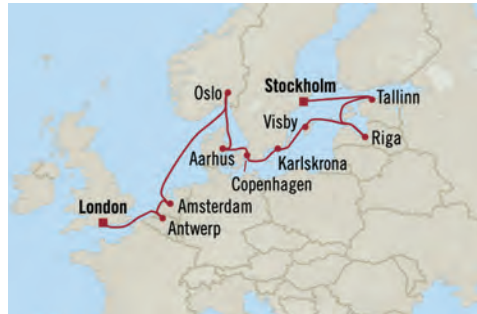 Oslo
Stockholm
Tallinn
Visby
Riga
Aarhus
Karlskrona
Copenhagen
London
Amsterdam
Antwerp